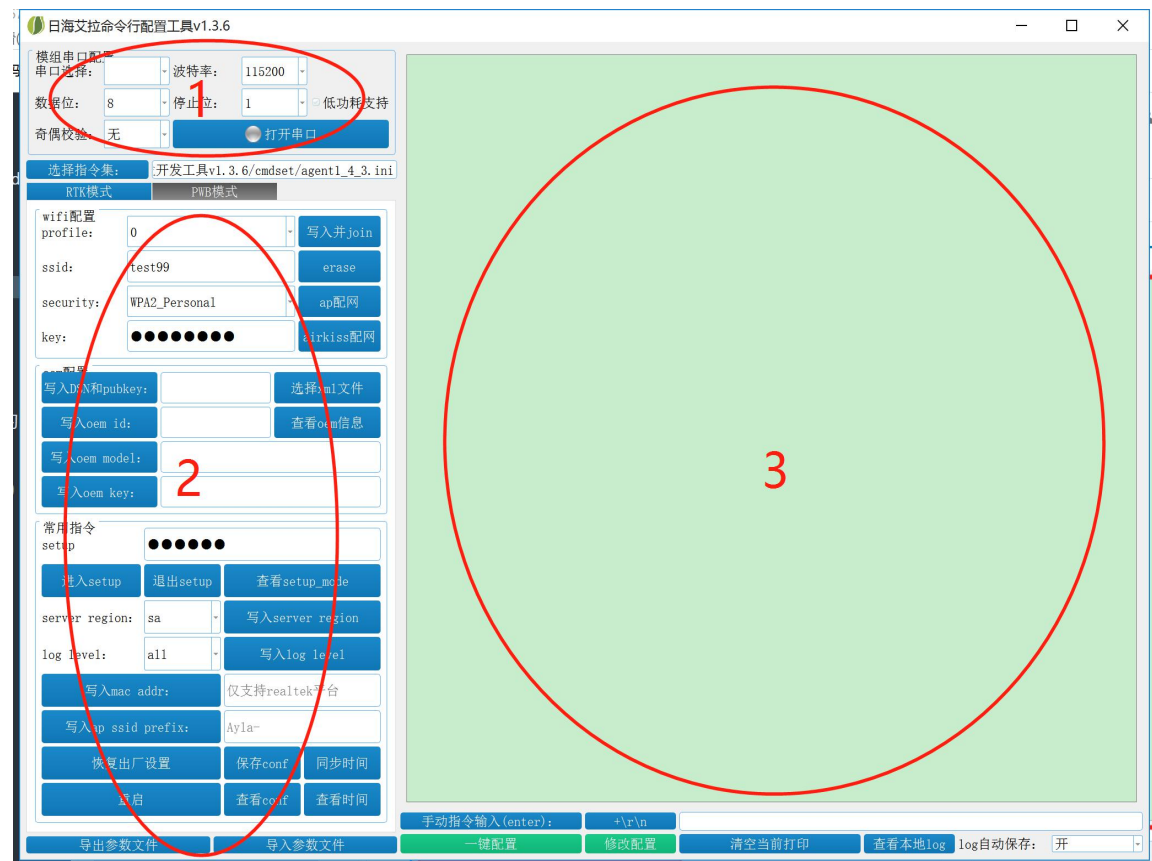 日海艾拉命令行配置工具v1.3.6
模组串口配置
串口选择: 波特率: 115200
1
数据位: 8 停止位: 1 低功耗支持
奇偶校验: 无 打开串口
选择指令集: 开发工具v1.3.6/cmdset/agent1_4_3.ini
RTK模式 PWB模式
wifi配置
profile: 0 写入并join
ssid: test99 erase
security: WPA2_Personal ap配网
key: ●●●●●●●● airkiss配网
配置
写入DSN和pubkey: 选择xml文件
写入oem id: 查看oem信息
写入oem model:
2
写入oem key:
常用指令
setup ●●●●●●
进入setup 退出setup 查看setup_mode
server region: sa 写入server region
log level: all 写入log level
写入mac addr: 仅支持realtek平台
写入ap ssid prefix: Ayla-
恢复出厂设置 保存conf 同步时间
重启 查看conf 查看时间
导出参数文件 导入参数文件
3
手动指令输入(enter): +\r\n
一键配置 修改配置 清空当前打印 查看本地log log自动保存: 开